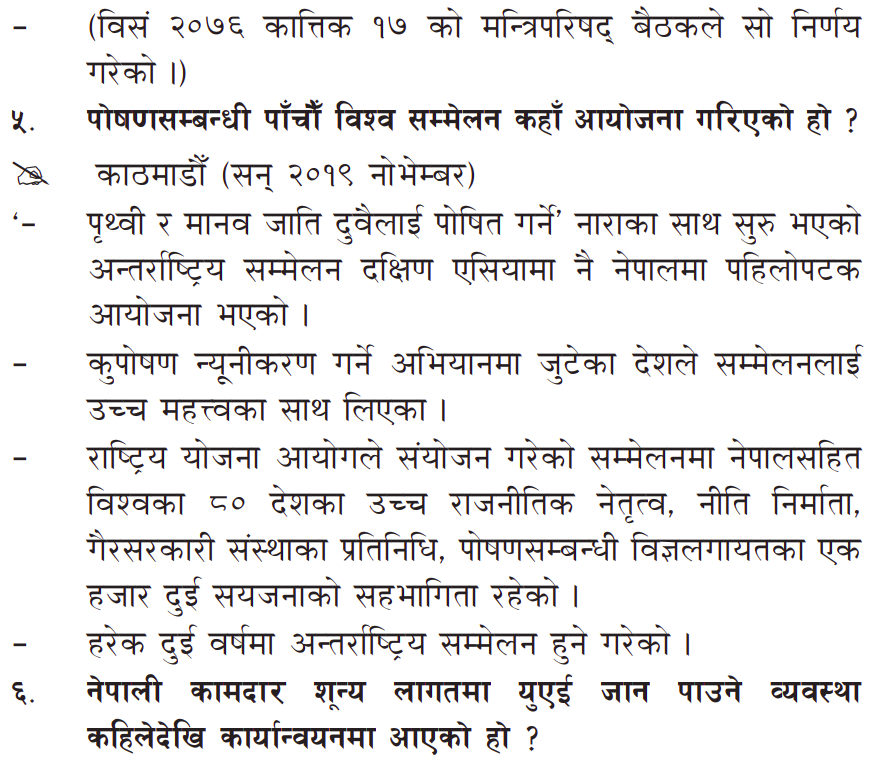 – (विसं २०७६ कात्तिक १७ को मन्त्रिपरिषद् बैठकले सो निर्णय
गरेको ।)
५. पोषणसम्बन्धी पाँचौँ विश्व सम्मेलन कहाँ आयोजना गरिएको हो ?
काठमाडौँ (सन् २०१९ नोभेम्बर)
‘– पृथ्वी र मानव जाति दुवैलाई पोषित गर्ने’ नाराका साथ सुरु भएको
अन्तर्राष्ट्रिय सम्मेलन दक्षिण एसियामा नै नेपालमा पहिलोपटक
आयोजना भएको ।
– कुपोषण न्यूनीकरण गर्ने अभियानमा जुटेका देशले सम्मेलनलाई
उच्च महत्त्वका साथ लिएका ।
– राष्ट्रिय योजना आयोगले संयोजन गरेको सम्मेलनमा नेपालसहित
विश्वका ८० देशका उच्च राजनीतिक नेतृत्व, नीति निर्माता,
गैरसरकारी संस्थाका प्रतिनिधि, पोषणसम्बन्धी विज्ञलगायतका एक
हजार दुई सयजनाको सहभागिता रहेको ।
– हरेक दुई वर्षमा अन्तर्राष्ट्रिय सम्मेलन हुने गरेको ।
६. नेपाली कामदार शून्य लागतमा युएई जान पाउने व्यवस्था
कहिलेदेखि कार्यान्वयनमा आएको हो ?